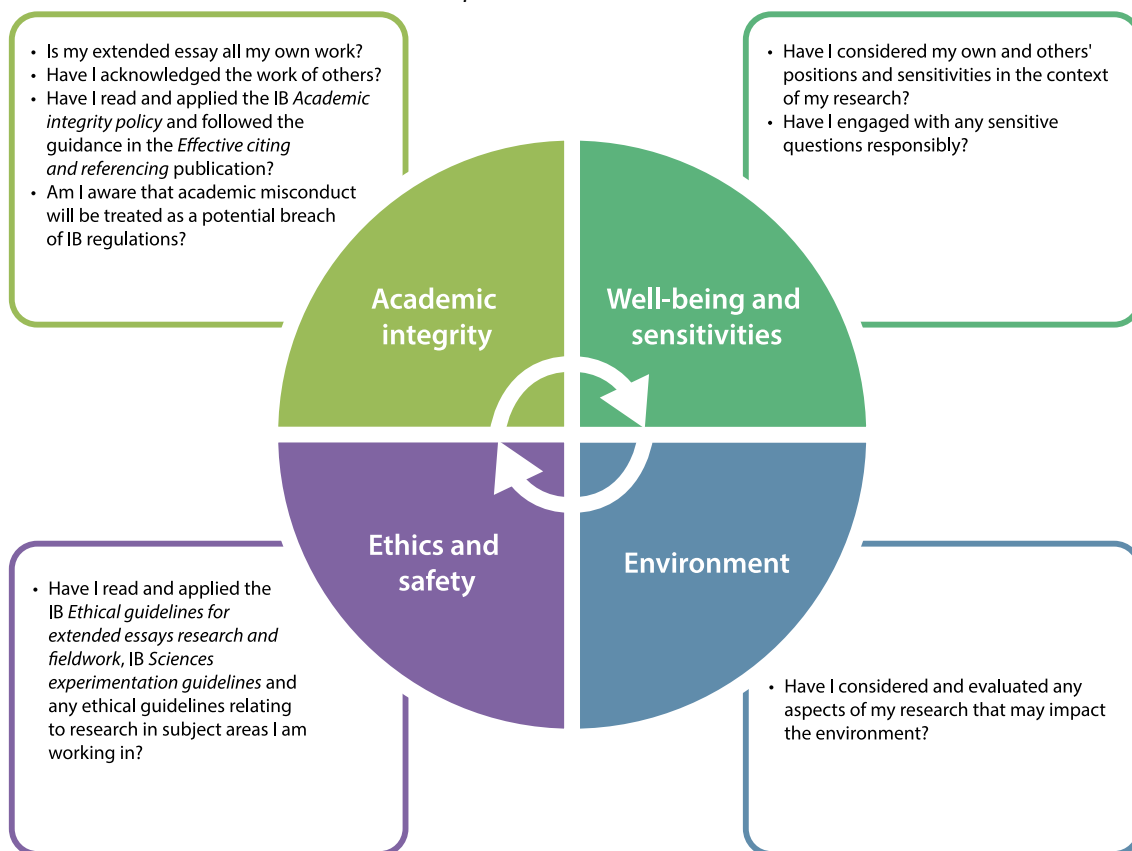 • Is my extended essay all my own work?
• Have I acknowledged the work of others?
• Have I read and applied the IB Academic
integrity policy and followed the
guidance in the Effective citing
and referencing publication?
• Am I aware that academic misconduct
will be treated as a potential breach
of IB regulations?
• Have I considered my own and others'
positions and sensitivities in the context
of my research?
• Have I engaged with any sensitive
questions responsibly?
Academic
integrity
Well-being and
sensitivities
Ethics and
safety
Environment
• Have I read and applied the
IB Ethical guidelines for
extended essays research and
fieldwork, IB Sciences
experimentation guidelines and
any ethical guidelines relating
to research in subject areas I am
working in?
• Have I considered and evaluated any
aspects of my research that may impact
the environment?